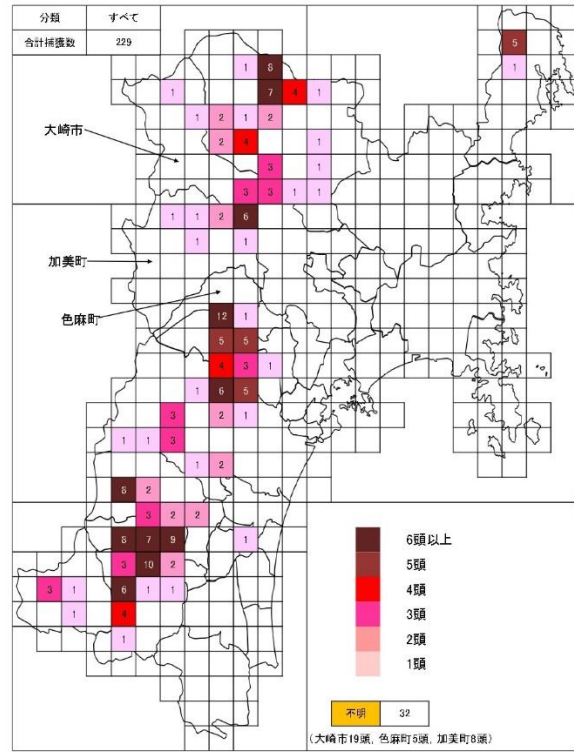 分類 すべて
合計捕獲数 229
5
1 8 1
7 4 1
1
1 2 1 2
大崎市
2 4 1
3 1
3 3 1 1
1 1 2 6
1 1
加美町
色麻町
12 1
5 5
4 3 1
1 6 5
3 2 1
1 1 3
1 2
8 2
3 2 2
8 7 9 1
3 10 2
3 1 6 1 1
1 4
1
6頭以上
5頭
4頭
3頭
2頭
1頭
不明 32
(大崎市19頭, 色麻町5頭, 加美町8頭)